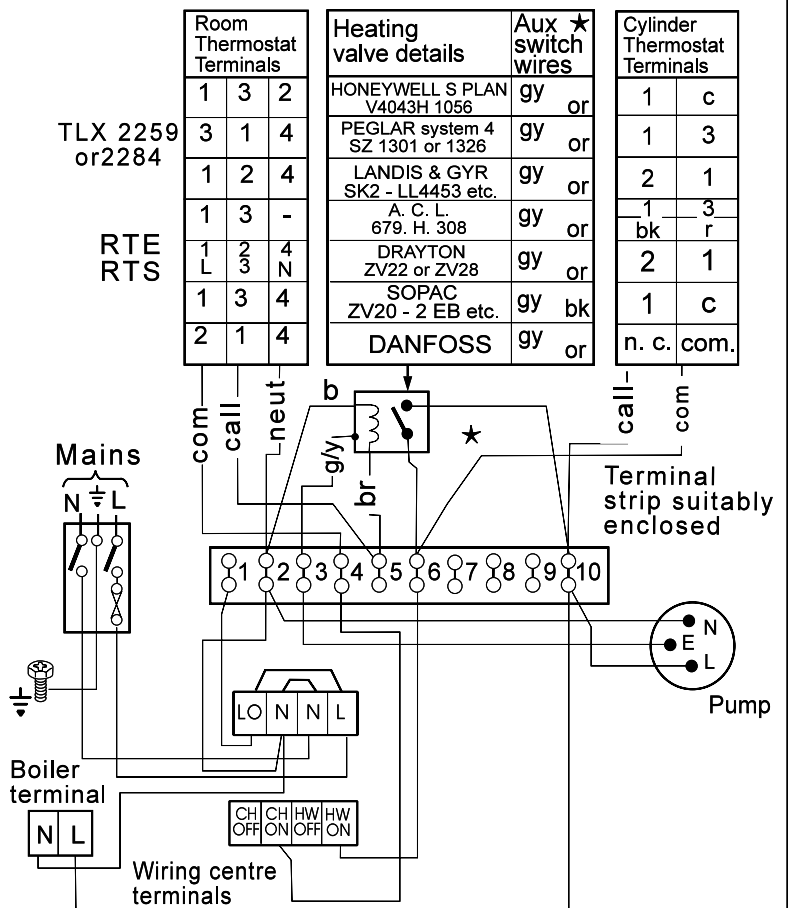 Room
Thermostat
Terminals
1 3 2
3 1 4
1 2 4
1 3 -
1 2 4
L 3 N
1 3 4
2 1 4
TLX 2259
or2284
RTE
RTS
Heating
valve details
Aux ★
switch
wires
HONEYWELL S PLAN
V4043H 1056
gy or
PEGLAR system 4
SZ 1301 or 1326
gy or
LANDIS & GYR
SK2 - LL4453 etc.
gy or
A. C. L.
679. H. 308
gy or
DRAYTON
ZV22 or ZV28
gy or
SOPAC
ZV20 - 2 EB etc.
gy bk
DANFOSS
gy or
Cylinder
Thermostat
Terminals
1 c
1 3
2 1
1 3
bk r
2 1
1 c
n. c. com.
com
call
neut
b
g/y
br
★
call
com
Terminal
strip suitably
enclosed
Mains
N L
1 2 3 4 5 6 7 8 9 10
N
E
L
Pump
LO N N L
Boiler
terminal
N L
CH CH HW HW
OFF ON OFF ON
Wiring centre
terminals